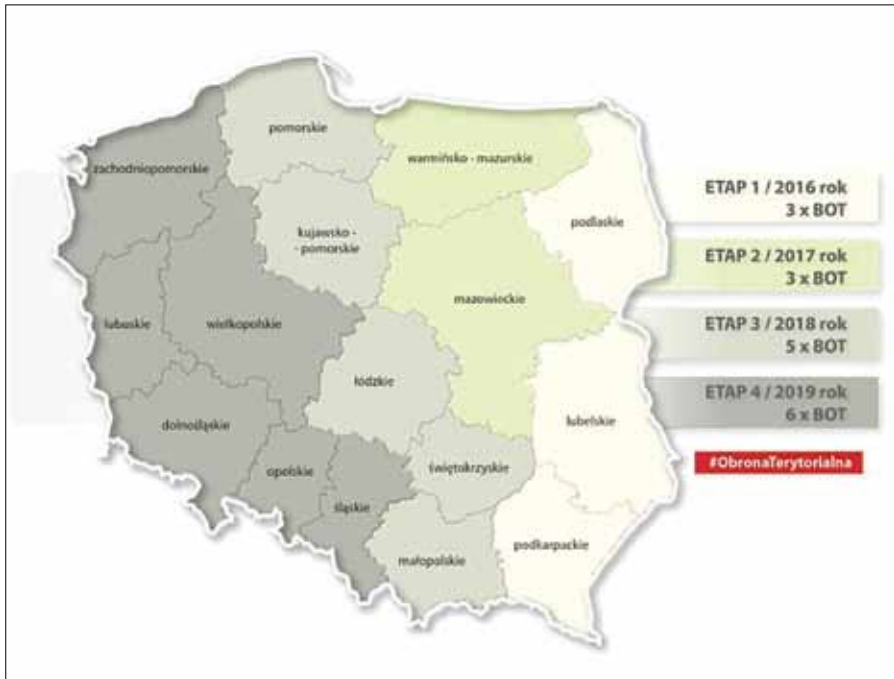 pomorskie
zachodniopomorskie
warmińsko - mazurskie
podlaskie
kujawsko -
- pomorskie
mazowieckie
lubuskie
wielkopolskie
łódzkie
dolnośląskie
lubelskie
opolskie
świętokrzyskie
śląskie
małopolskie
podkarpackie
ETAP 1 / 2016 rok
3 x BOT
ETAP 2 / 2017 rok
3 x BOT
ETAP 3 / 2018 rok
5 x BOT
ETAP 4 / 2019 rok
6 x BOT
#ObronaTerytorialna